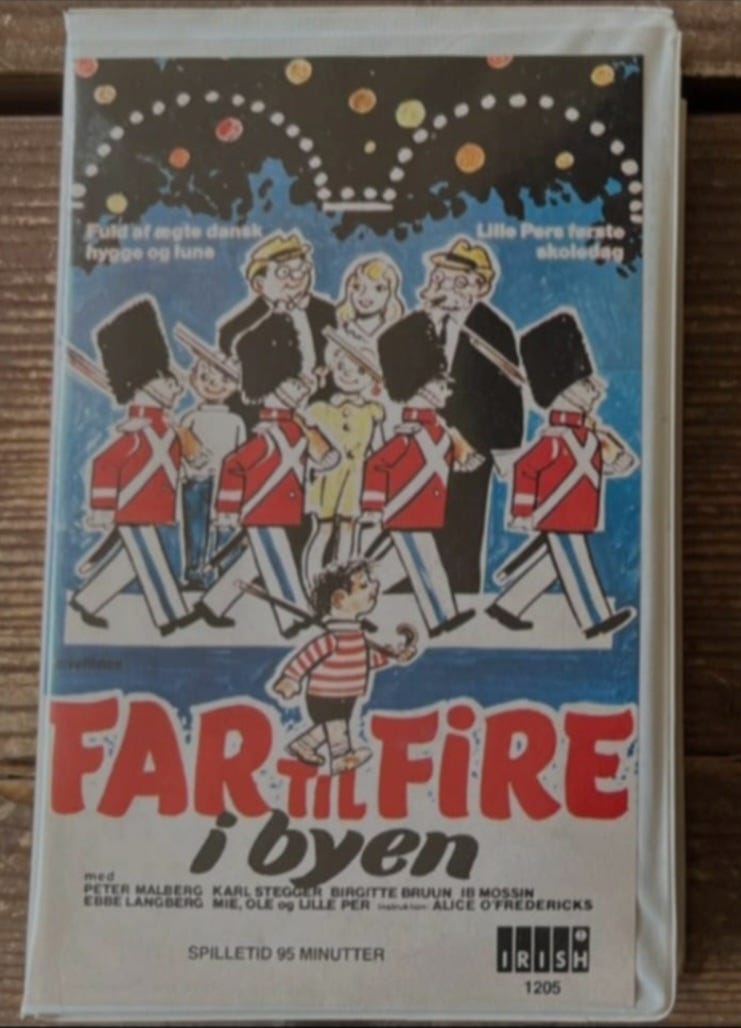 Fuld af ægte dansk
hygge og lune
Lille Pers første
skoledag
FAR TIL FIRE
i byen
med
PETER MALBERG KARL STEGGER BIRGITTE BRUUN IB MOSSIN
EBBE LANGBERG MIE, OLE og LILLE PER instruktion: ALICE O'FREDERICKS
SPILLETID 95 MINUTTER
IRISH
1205